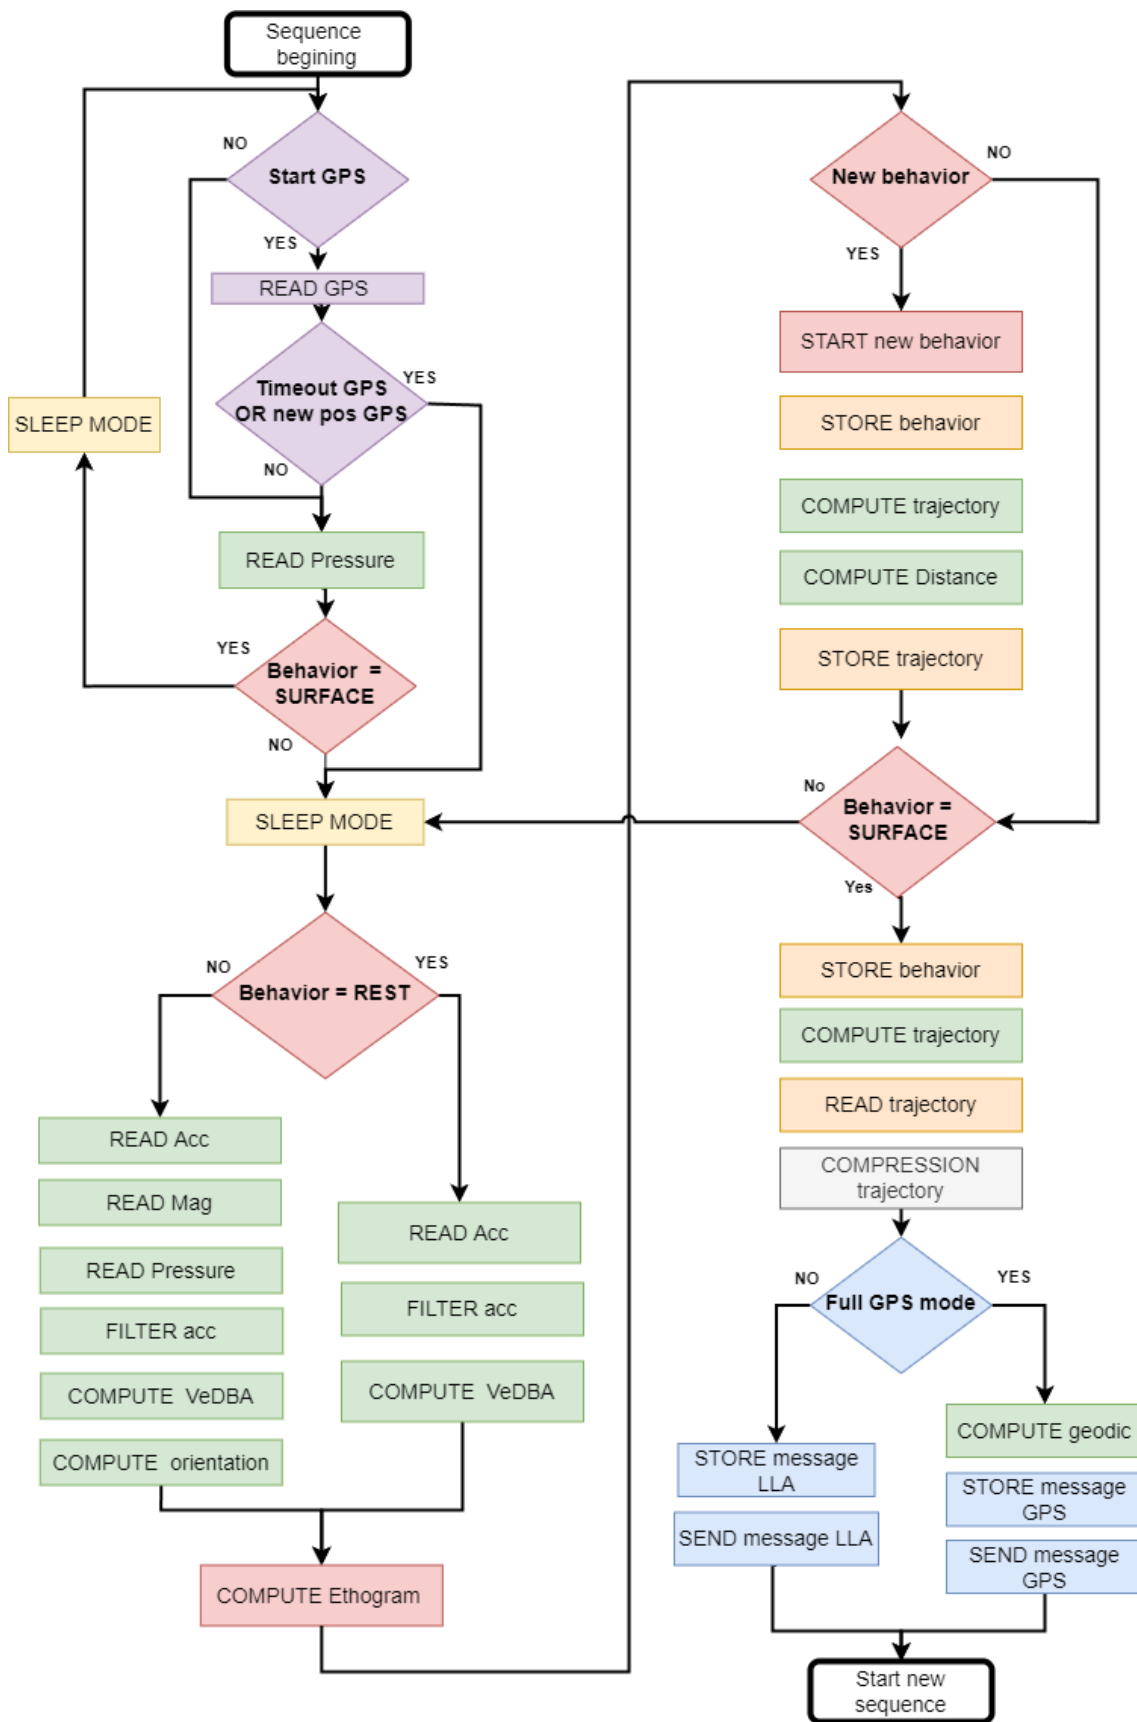 Sequence
begining
NO
Start GPS
YES
READ GPS
Timeout GPS
OR new pos GPS
YES
NO
SLEEP MODE
READ Pressure
YES
Behavior =
SURFACE
NO
SLEEP MODE
NO
YES
Behavior = REST
READ Acc
READ Mag
READ Pressure
FILTER acc
COMPUTE VeDBA
COMPUTE orientation
READ Acc
FILTER acc
COMPUTE VeDBA
COMPUTE Ethogram
New behavior
NO
YES
START new behavior
STORE behavior
COMPUTE trajectory
COMPUTE Distance
STORE trajectory
No
Behavior =
SURFACE
Yes
STORE behavior
COMPUTE trajectory
READ trajectory
COMPRESSION
trajectory
NO
YES
Full GPS mode
STORE message
LLA
SEND message LLA
COMPUTE geodic
STORE message
GPS
SEND message
GPS
Start new
sequence